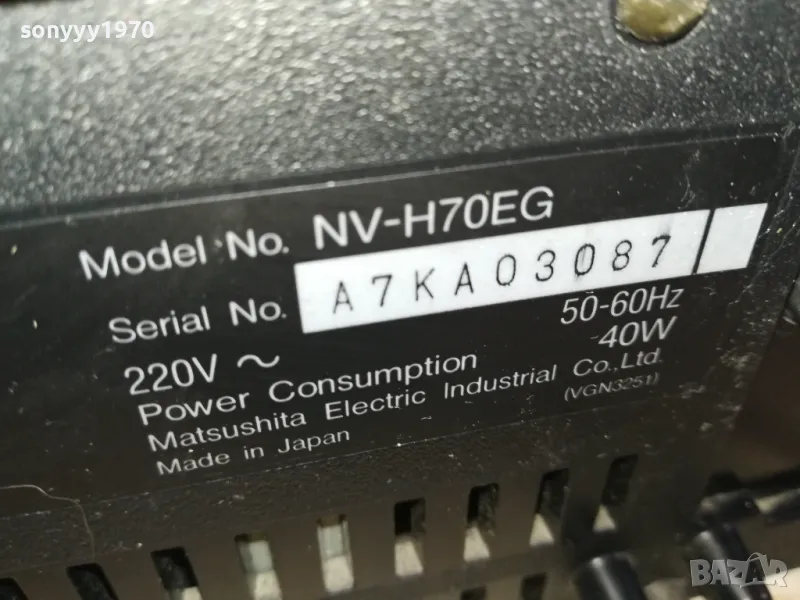 sonyyy1970
Model No. NV-H70EG
Serial No. A7KA03087
220V ~ 50-60Hz
Power Consumption 40W
Matsushita Electric Industrial Co.,Ltd.
Made in Japan (VGN3251)
BAZAR